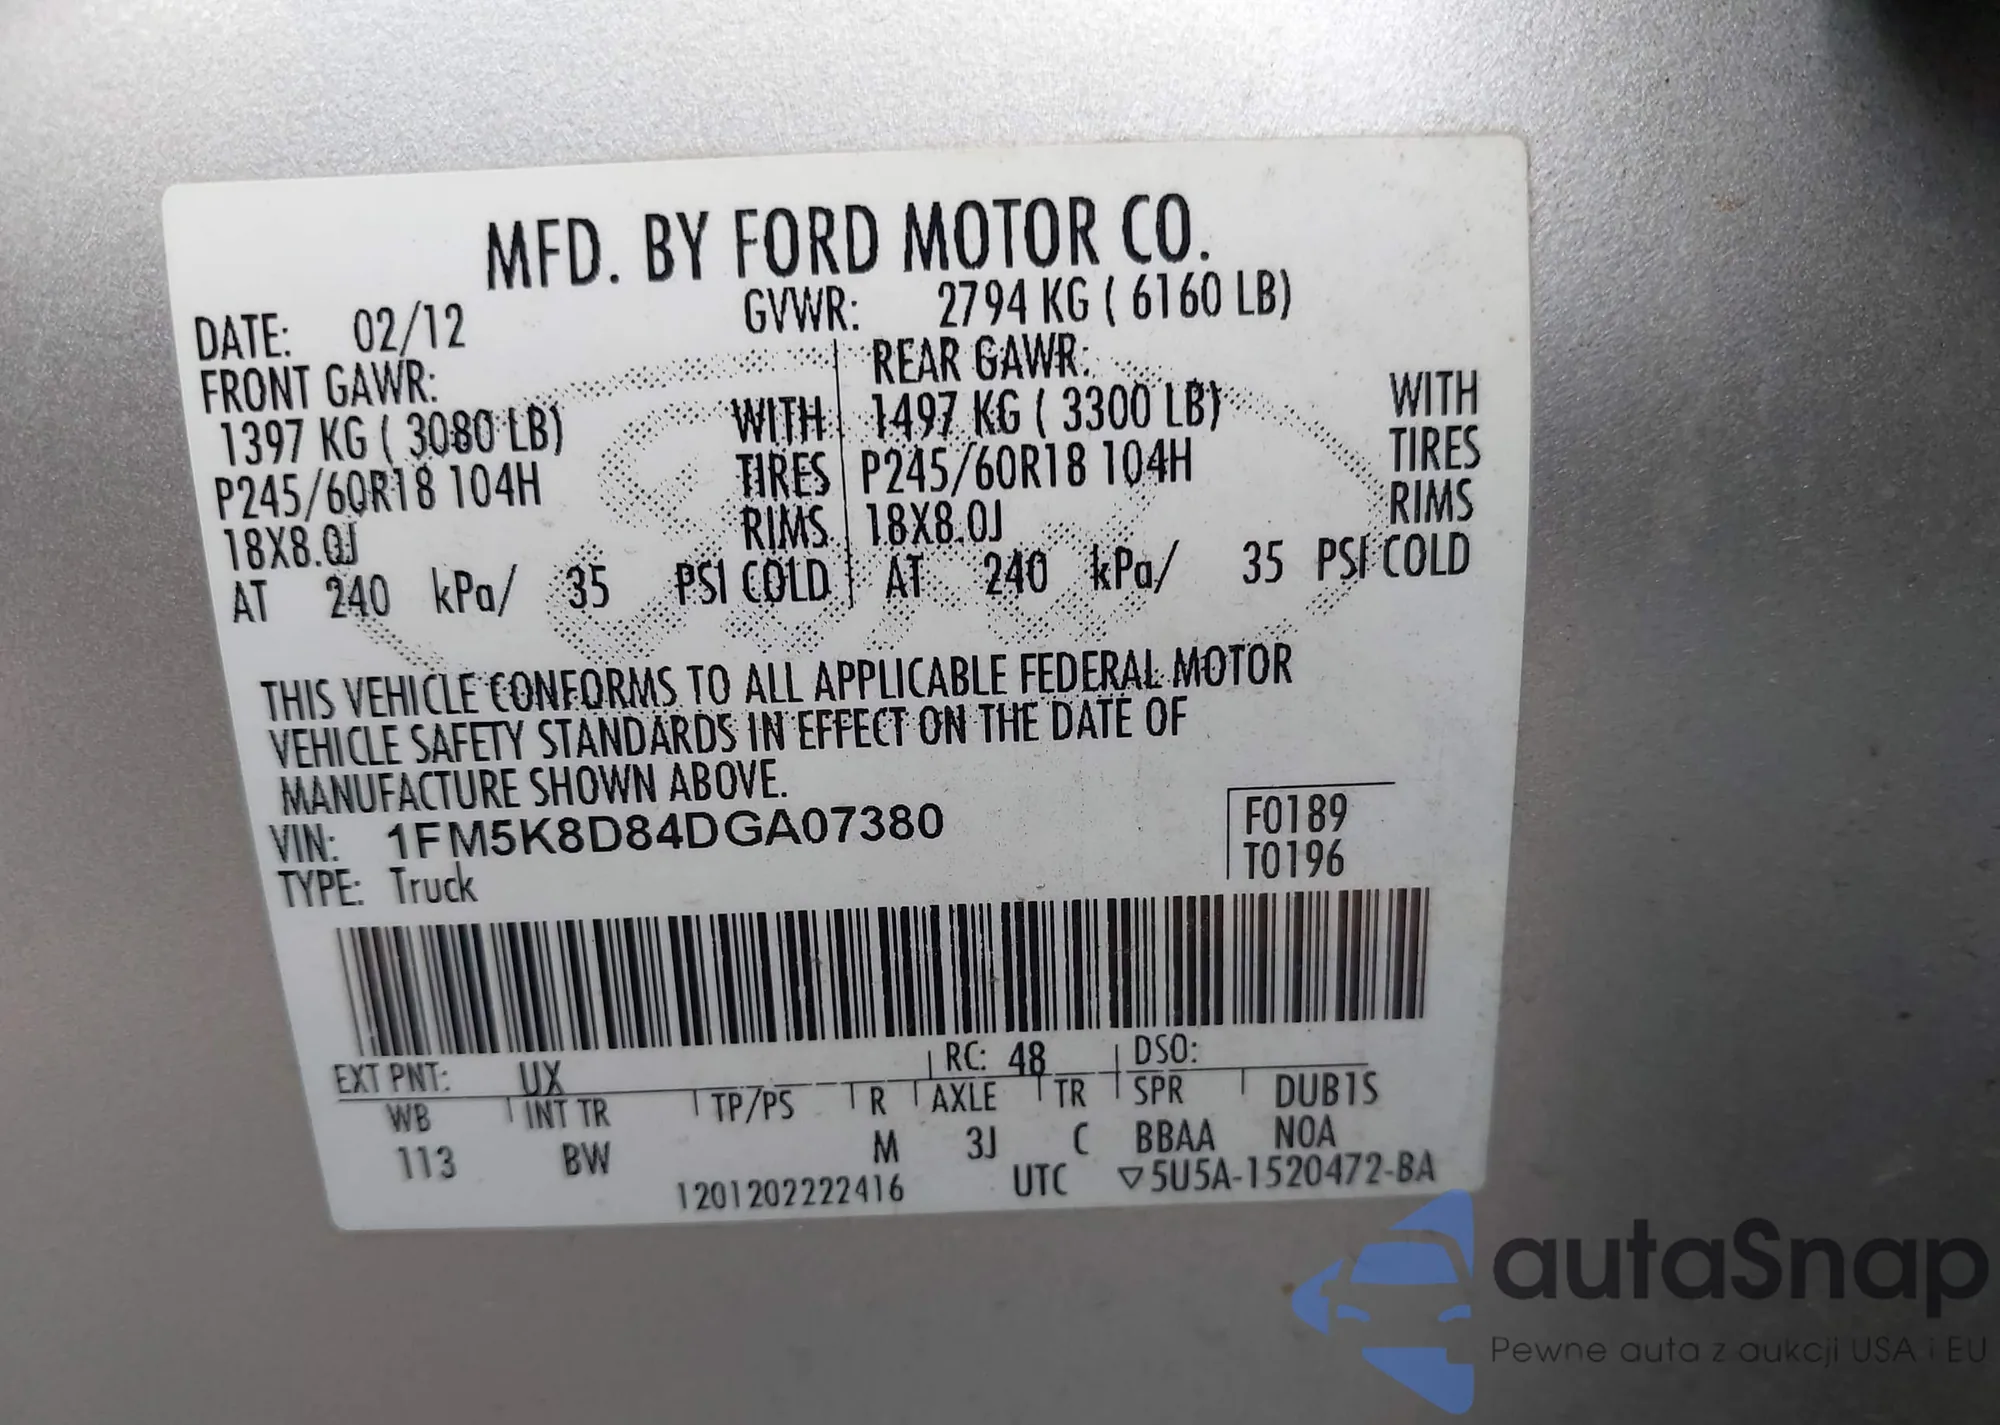 MFD. BY FORD MOTOR CO.
DATE: 02/12 GVWR: 2794 KG ( 6160 LB)
FRONT GAWR: REAR GAWR:
1397 KG ( 3080 LB) WITH 1497 KG ( 3300 LB) WITH
P245/60R18 104H TIRES P245/60R18 104H TIRES
18X8.0J RIMS 18X8.0J RIMS
AT 240 kPa/ 35 PSI COLD AT 240 kPa/ 35 PSI COLD
THIS VEHICLE CONFORMS TO ALL APPLICABLE FEDERAL MOTOR
VEHICLE SAFETY STANDARDS IN EFFECT ON THE DATE OF
MANUFACTURE SHOWN ABOVE.
VIN: 1FM5K8D84DGA07380 F0189
TYPE: Truck T0196
EXT PNT: UX RC: 48 DSO:
WB INT TR TP/PS R AXLE TR SPR DUB1S
113 BW M 3J C BBAA NOA
1201202222416 UTC ▽5U5A-1520472-BA
autaSnap
Pewne auta z aukcji USA i EU